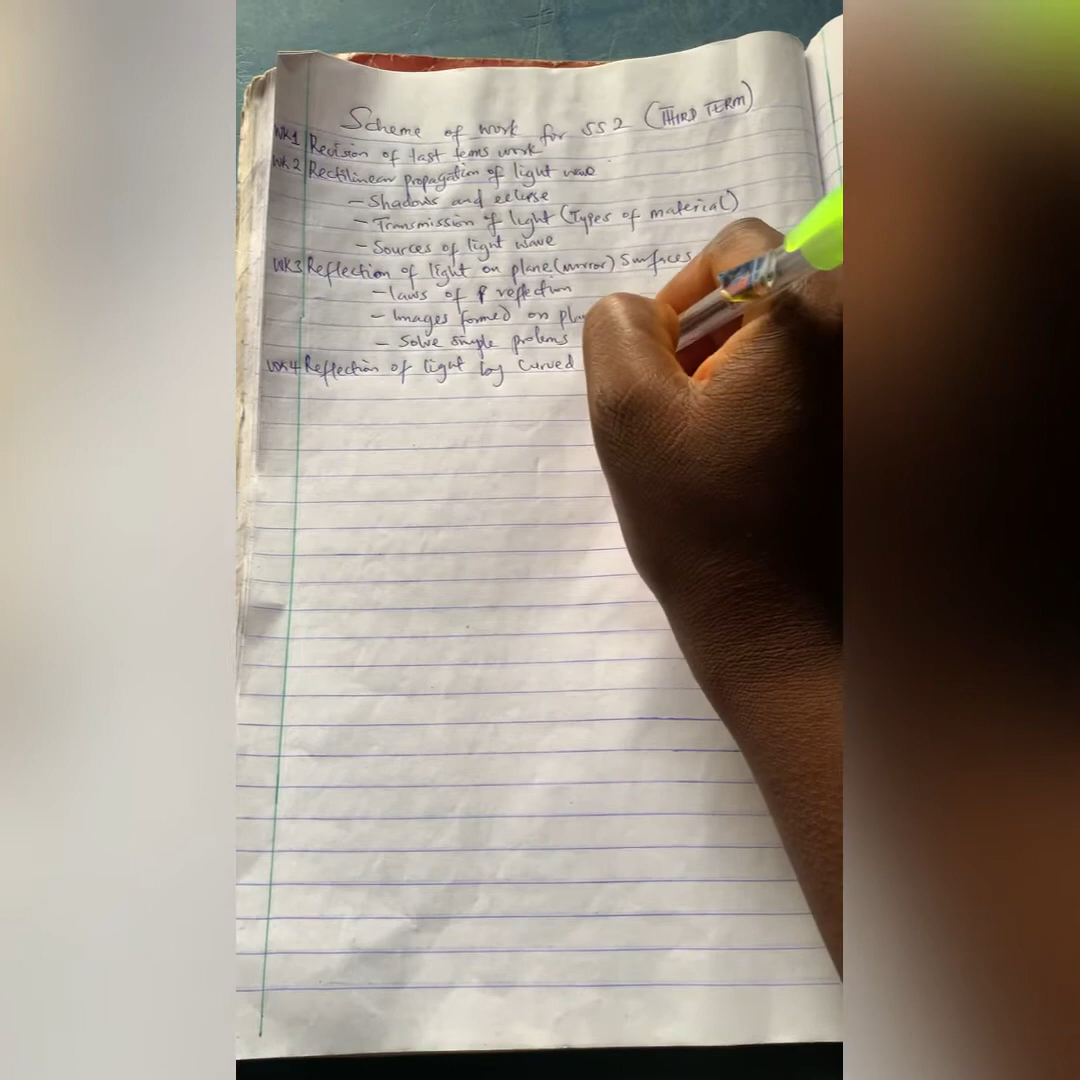 Scheme of work for SS2 (THIRD TERM)
WK1 Revision of last terms work
WK2 Rectilinear propagation of light wave
- Shadows and eclipse
- Transmission of light (Types of material)
- Sources of light wave
WK3 Reflection of light on plane (mirror) Surfaces
- laws of reflection
- Images formed on
- Solve simple prolems
WK4 Reflection of light by Curved